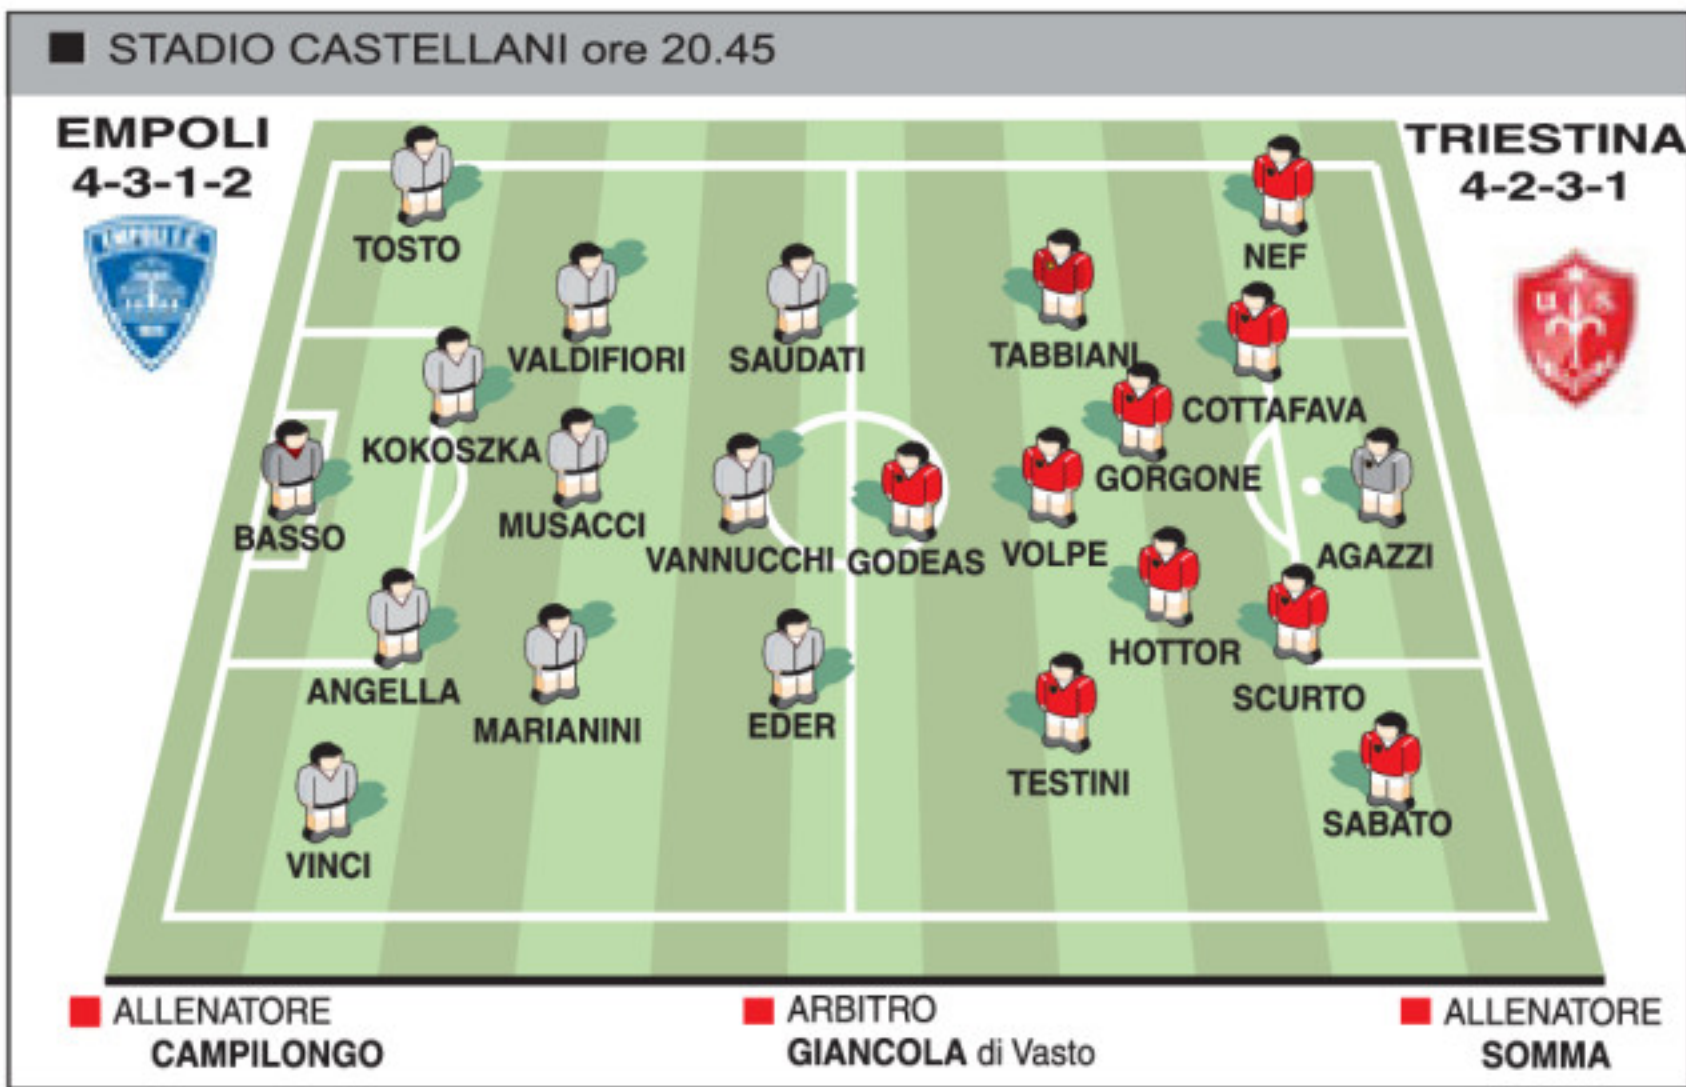 STADIO CASTELLANI ore 20.45
EMPOLI
4-3-1-2
TRIESTINA
4-2-3-1
TOSTO
NEF
VALDIFIORI
SAUDATI
TABBIANI
COTTAFAVA
KOKOSZKA
GORGONE
BASSO
MUSACCI
VANNUCCHI
GODEAS
VOLPE
AGAZZI
HOTTOR
ANGELLA
MARIANINI
EDER
SCURTO
TESTINI
SABATO
VINCI
ALLENATORE
CAMPILONGO
ARBITRO
GIANCOLA di Vasto
ALLENATORE
SOMMA